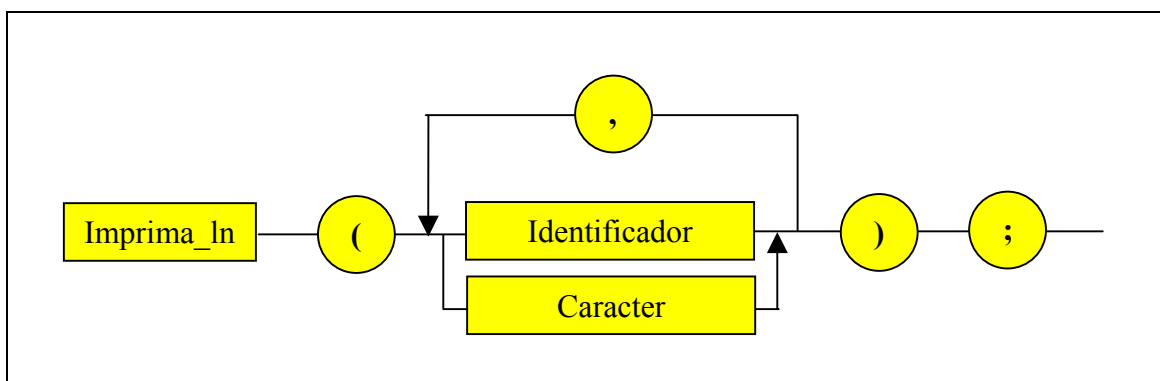 ,
Imprima_ln ( Identificador ) ;
Caracter